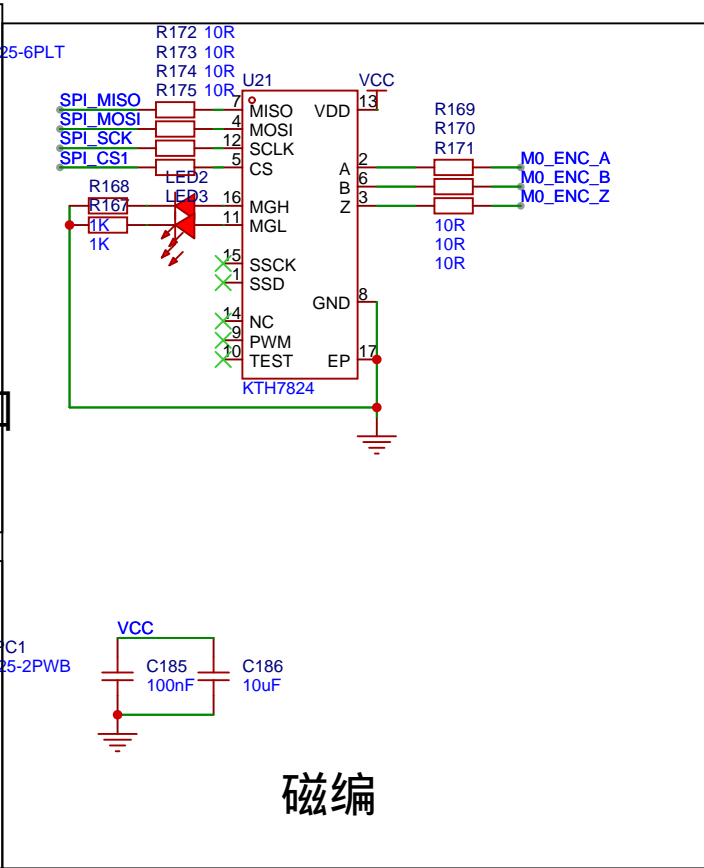 R172 10R
25-6PLT
R173 10R
R174 10R
R175 10R
U21
VCC
SPI_MISO
7
MISO
VDD
13
R169
SPI_MOSI
4
MOSI
R170
SPI_SCK
12
SCLK
R171
SPI_CS1
5
CS
A
2
M0_ENC_A
LED2
B
6
M0_ENC_B
R168
LED3
16
MGH
Z
3
M0_ENC_Z
R167
11
MGL
1K
10R
1K
10R
10R
15
SSCK
1
SSD
GND
8
14
NC
9
PWM
10
TEST
EP
17
KTH7824
VCC
C1
25-2PWB
C185
100nF
C186
10uF
磁编